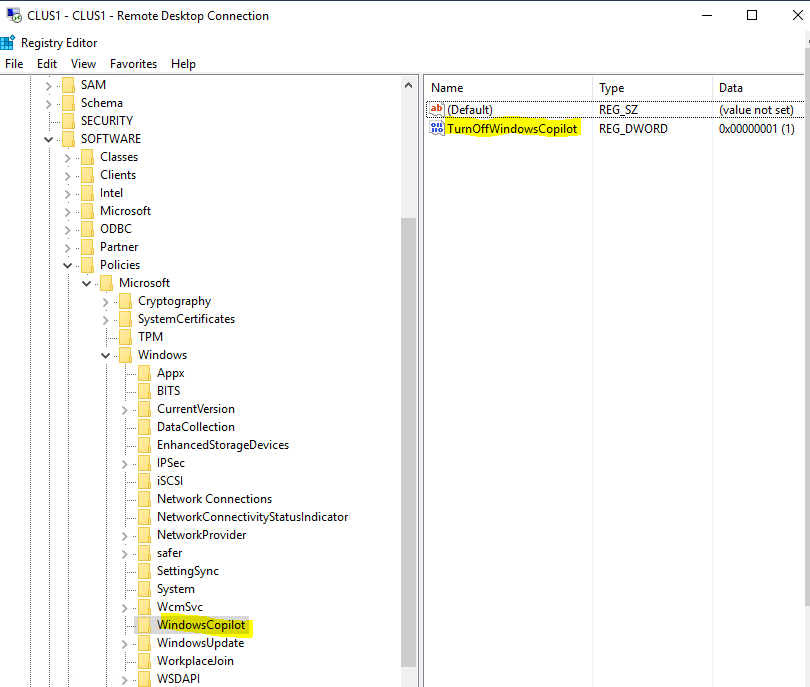 CLUS1 - CLUS1 - Remote Desktop Connection
Registry Editor
File Edit View Favorites Help
SAM
Schema
SECURITY
SOFTWARE
Classes
Clients
Intel
Microsoft
ODBC
Partner
Policies
Microsoft
Cryptography
SystemCertificates
TPM
Windows
Appx
BITS
CurrentVersion
DataCollection
EnhancedStorageDevices
IPSec
iSCSI
Network Connections
NetworkConnectivityStatusIndicator
NetworkProvider
safer
SettingSync
System
WcmSvc
WindowsCopilot
WindowsUpdate
WorkplaceJoin
WSDAPI
Name Type Data
ab (Default) REG_SZ (value not set)
TurnOffWindowsCopilot REG_DWORD 0x00000001 (1)